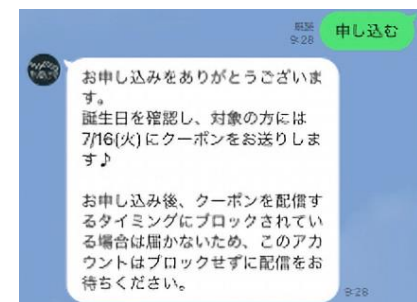 既読
9:28
申し込む
お申し込みをありがとうございま
す。
誕生日を確認し、対象の方には
7/16(火)にクーポンをお送りしま
す♪
お申し込み後、クーポンを配信す
るタイミングにブロックされてい
る場合は届かないため、このアカ
ウントはブロックせずに配信をお
待ちください。
9:28